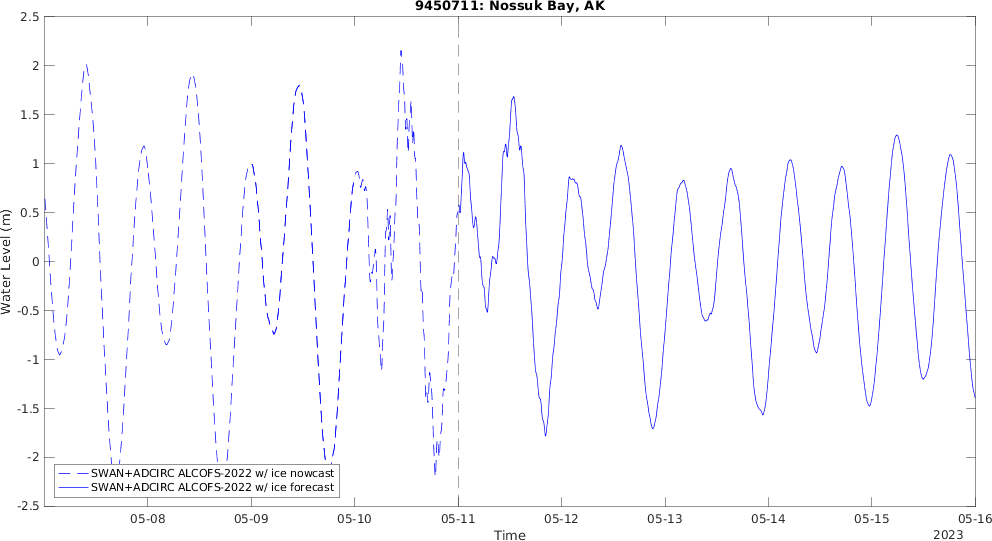 9450711: Nossuk Bay, AK
2.5
2
1.5
1
0.5
0
-0.5
-1
-1.5
-2
-2.5
Water Level (m)
SWAN+ADCIRC ALCOFS-2022 w/ ice nowcast
SWAN+ADCIRC ALCOFS-2022 w/ ice forecast
05-08 05-09 05-10 05-11 05-12 05-13 05-14 05-15 05-16
Time
2023